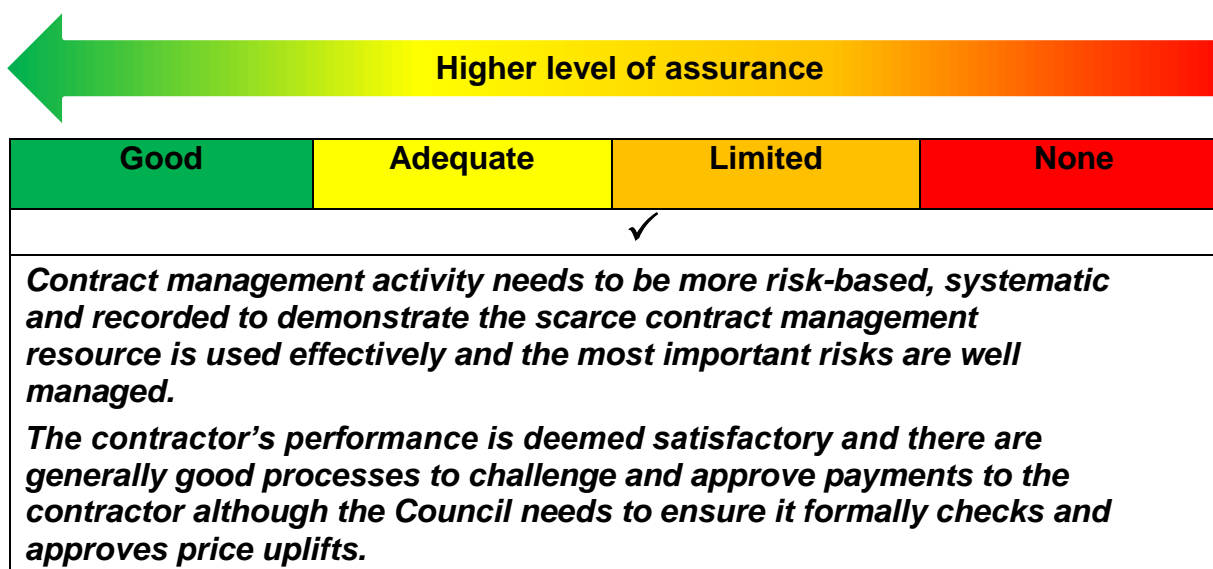 Higher level of assurance
Good Adequate Limited None
✓
Contract management activity needs to be more risk-based, systematic
and recorded to demonstrate the scarce contract management
resource is used effectively and the most important risks are well
managed.
The contractor's performance is deemed satisfactory and there are
generally good processes to challenge and approve payments to the
contractor although the Council needs to ensure it formally checks and
approves price uplifts.